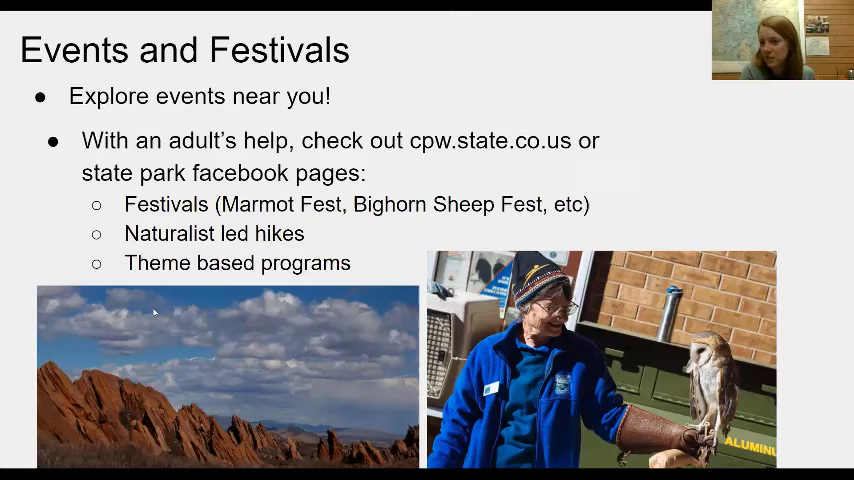 Events and Festivals
● Explore events near you!
● With an adult's help, check out cpw.state.co.us or
state park facebook pages:
○ Festivals (Marmot Fest, Bighorn Sheep Fest, etc)
○ Naturalist led hikes
○ Theme based programs
ALUMINU